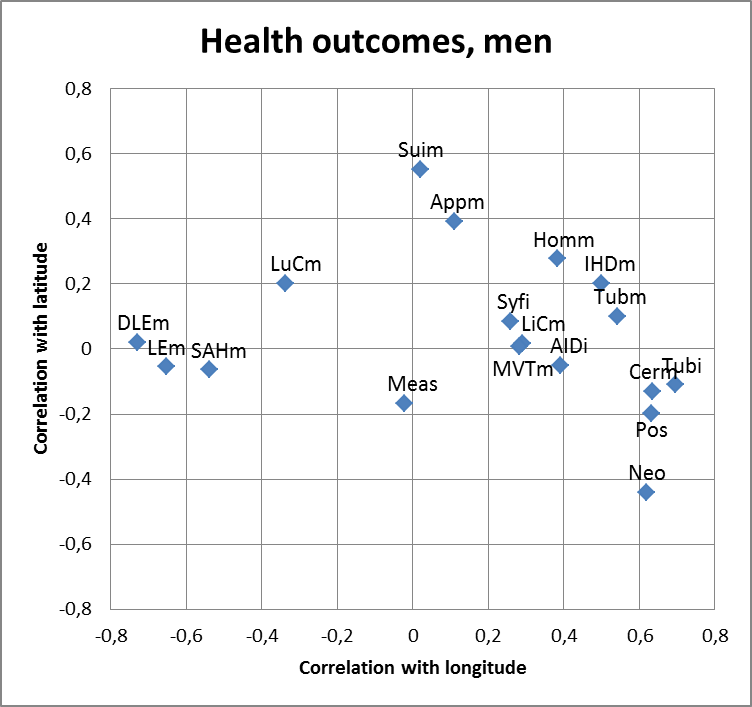 Health outcomes, men
0,8
0,6
0,4
0,2
0
-0,2
-0,4
-0,6
-0,8
Correlation with latitude
Suim
Appm
Homm
IHDm
LuCm
Tubm
Syfi
DLEm
LiCm
LEm
SAHm
AIDi
MVTm
Cerm
Tubi
Meas
Pos
Neo
-0,8
-0,6
-0,4
-0,2
0
0,2
0,4
0,6
0,8
Correlation with longitude